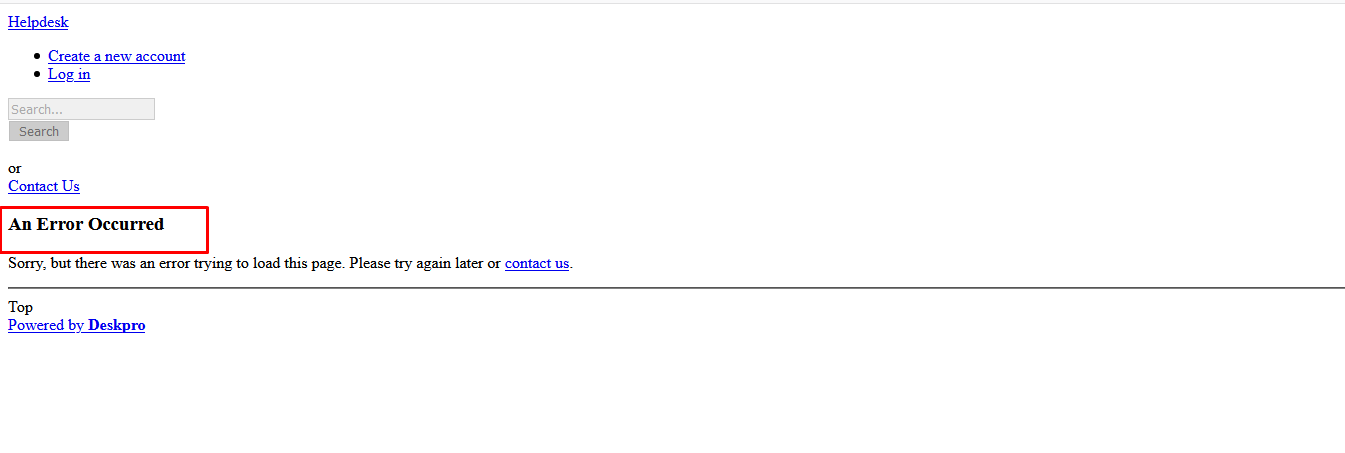 Helpdesk
Create a new account
Log in
Search...
Search
or
Contact Us
An Error Occurred
Sorry, but there was an error trying to load this page. Please try again later or contact us.
Top
Powered by Deskpro